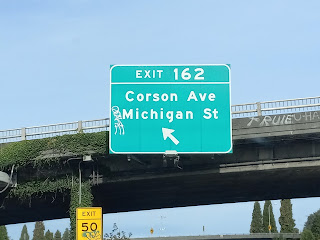 EXIT 162
Corson Ave
Michigan St
EXIT
50